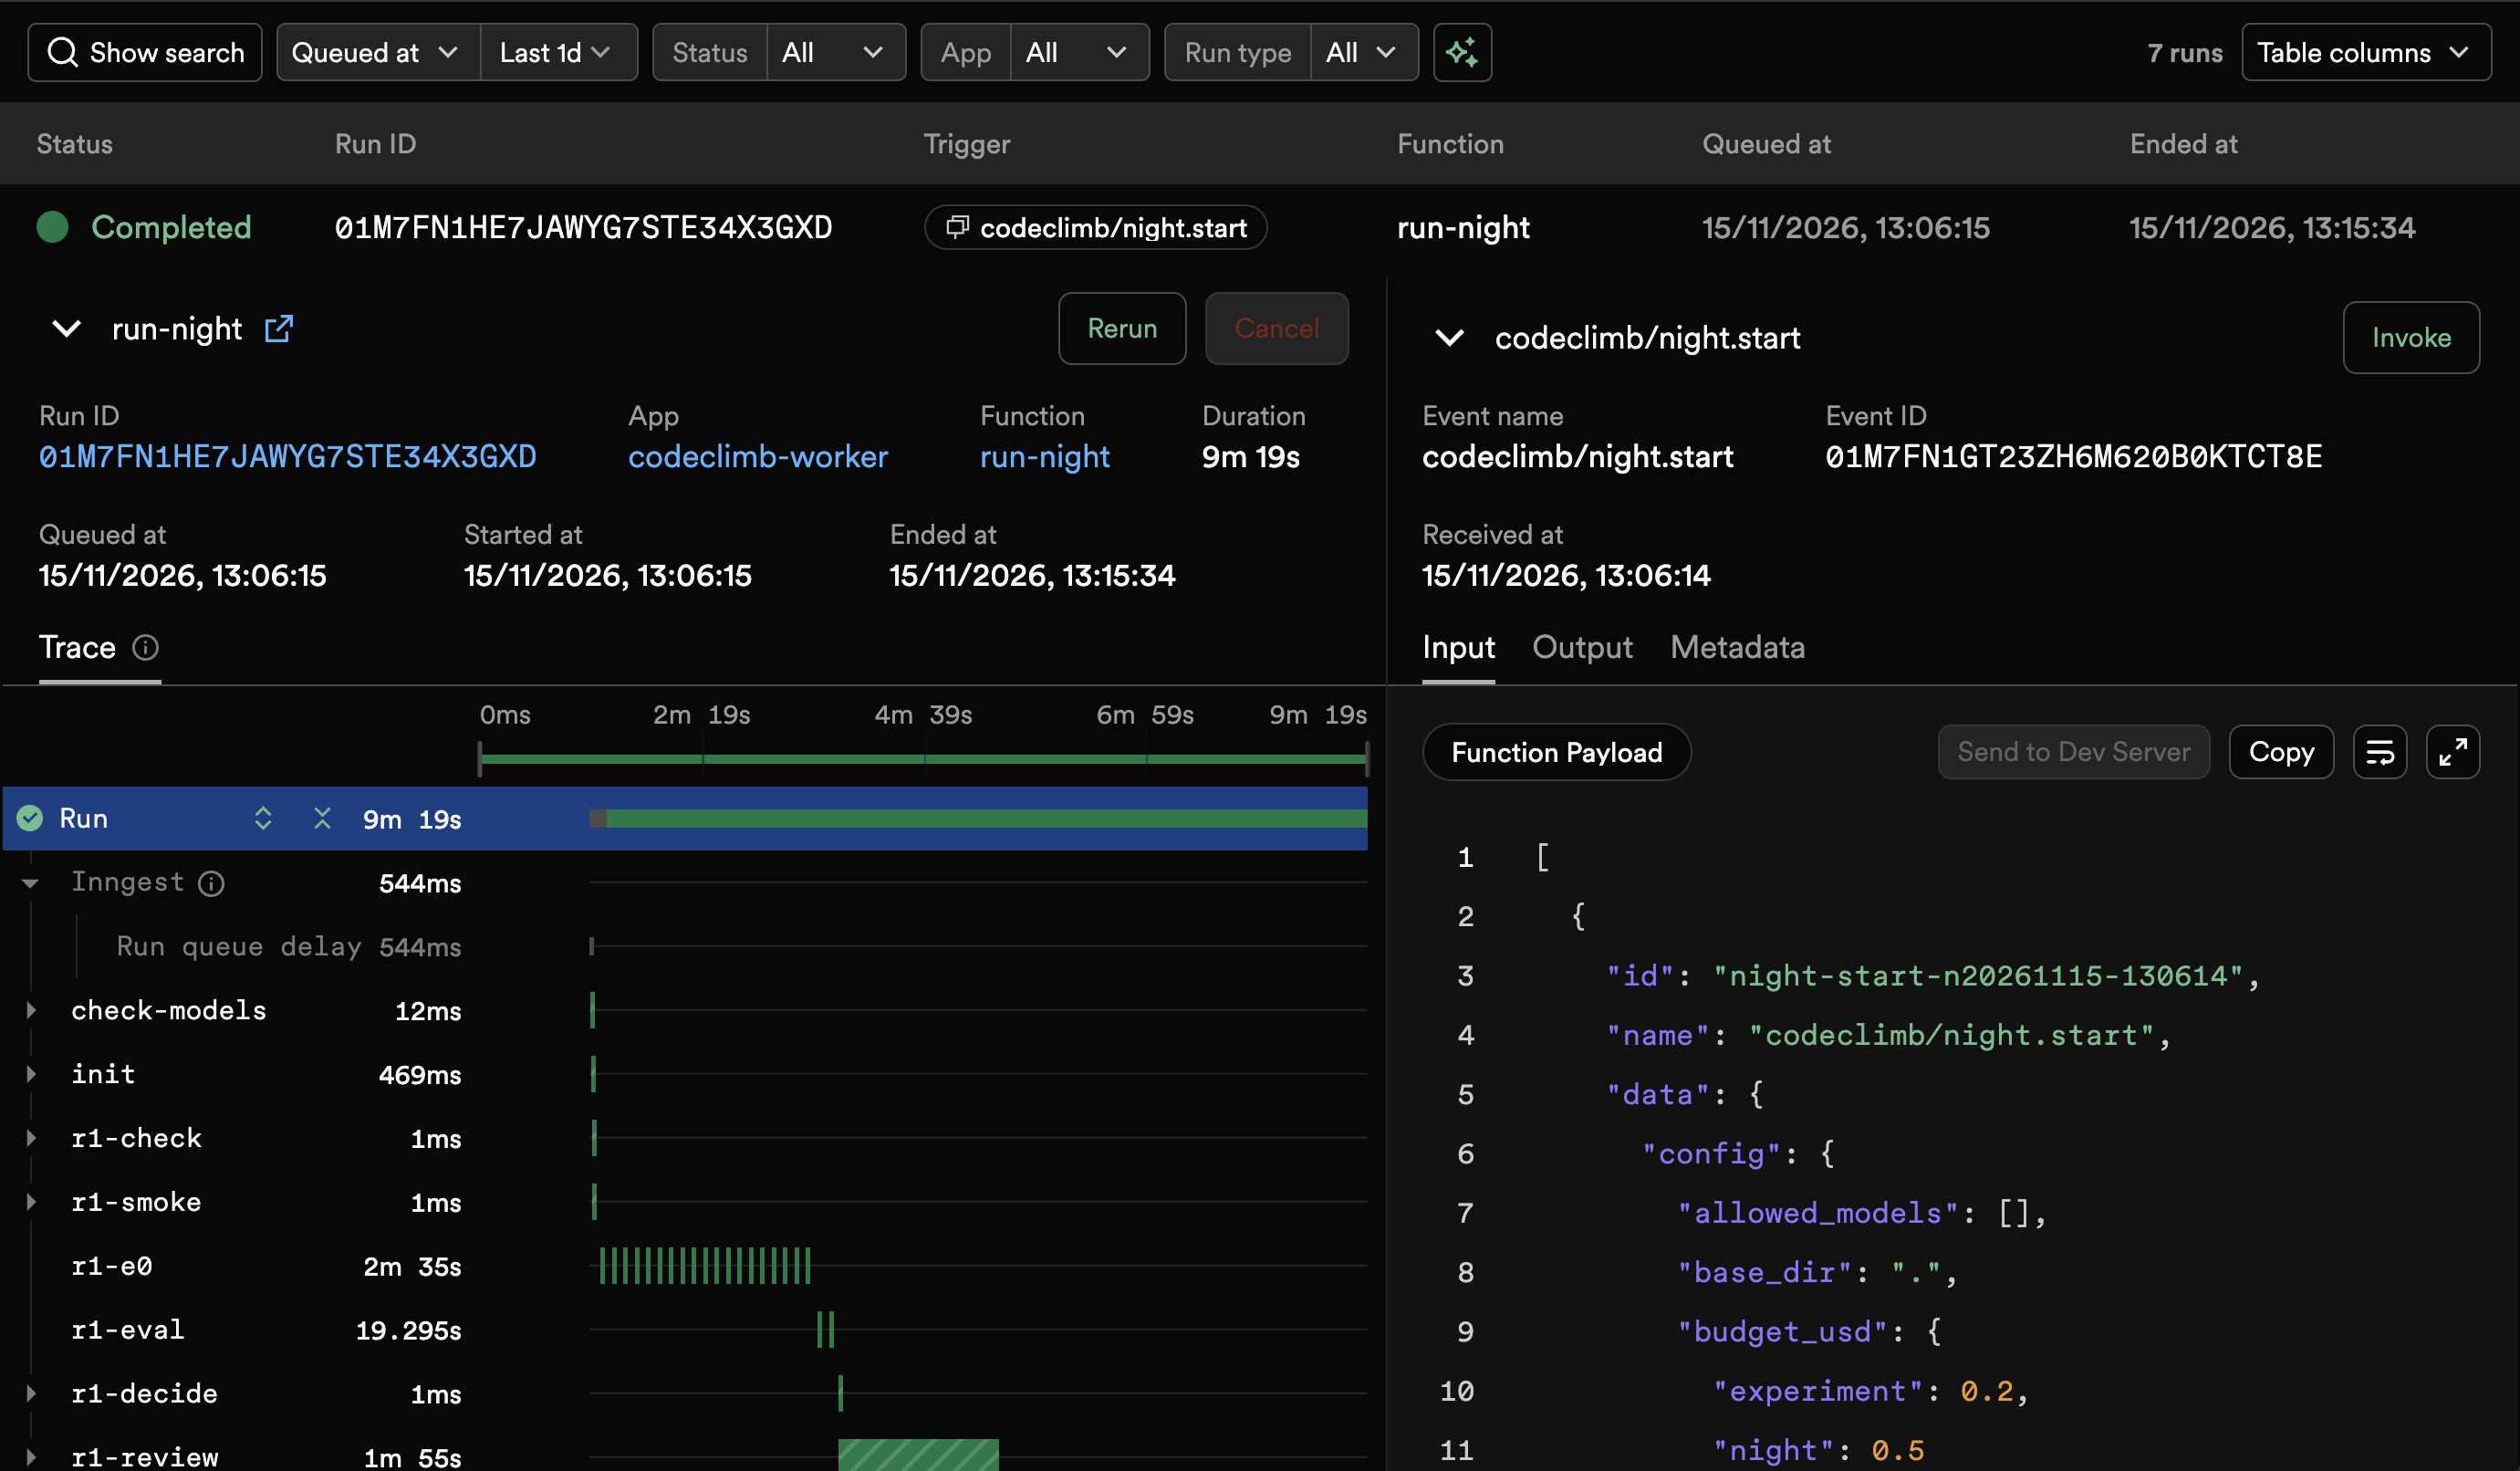 Show search Queued at Last 1d Status All App All Run type All 7 runs Table columns
Status Run ID Trigger Function Queued at Ended at
Completed 01M7FN1HE7JAWYG7STE34X3GXD codeclimb/night.start run-night 15/11/2026, 13:06:15 15/11/2026, 13:15:34
run-night Rerun Cancel
Run ID App Function Duration
01M7FN1HE7JAWYG7STE34X3GXD codeclimb-worker run-night 9m 19s
Queued at Started at Ended at
15/11/2026, 13:06:15 15/11/2026, 13:06:15 15/11/2026, 13:15:34
Trace
0ms 2m 19s 4m 39s 6m 59s 9m 19s
Run 9m 19s
Inngest 544ms
Run queue delay 544ms
check-models 12ms
init 469ms
r1-check 1ms
r1-smoke 1ms
r1-e0 2m 35s
r1-eval 19.295s
r1-decide 1ms
r1-review 1m 55s
codeclimb/night.start Invoke
Event name Event ID
codeclimb/night.start 01M7FN1GT23ZH6M620B0KTCT8E
Received at
15/11/2026, 13:06:14
Input Output Metadata
Function Payload Send to Dev Server Copy
1 [
2 {
3 "id": "night-start-n20261115-130614",
4 "name": "codeclimb/night.start",
5 "data": {
6 "config": {
7 "allowed_models": [],
8 "base_dir": ".",
9 "budget_usd": {
10 "experiment": 0.2,
11 "night": 0.5